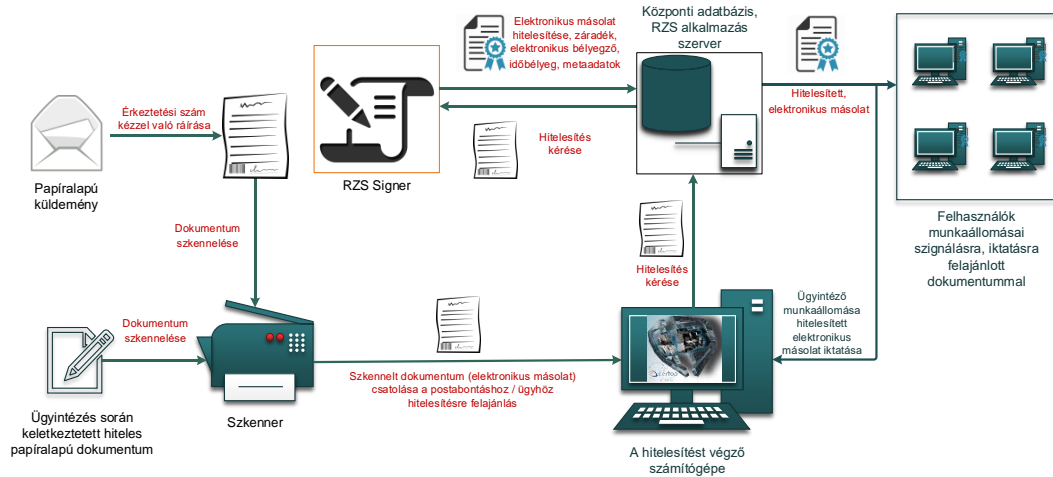 Elektronikus másolat
hitelesítése, záradék,
elektronikus bélyegző,
időbélyeg, metaadatok
Központi adatbázis,
RZS alkalmazás
szerver
Érkeztetési szám
kézzel való ráírása
Papíralapú
küldemény
RZS Signer
Hitelesítés
kérése
Hitelesített,
elektronikus másolat
Felhasználók
munkaállomásai
szignálásra, iktatásra
felajánlott
dokumentummal
Dokumentum
szkennelése
Hitelesítés
kérése
Ügyintéző
munkaállomása
hitelesített
elektronikus
másolat iktatása
Dokumentum
szkennelése
Szkennelt dokumentum (elektronikus másolat)
csatolása a postabontáshoz / ügyhöz
hitelesítésre felajánlás
Ügyintézés során
keletkeztetett hiteles
papíralapú dokumentum
Szkenner
A hitelesítést végző
számítógépe